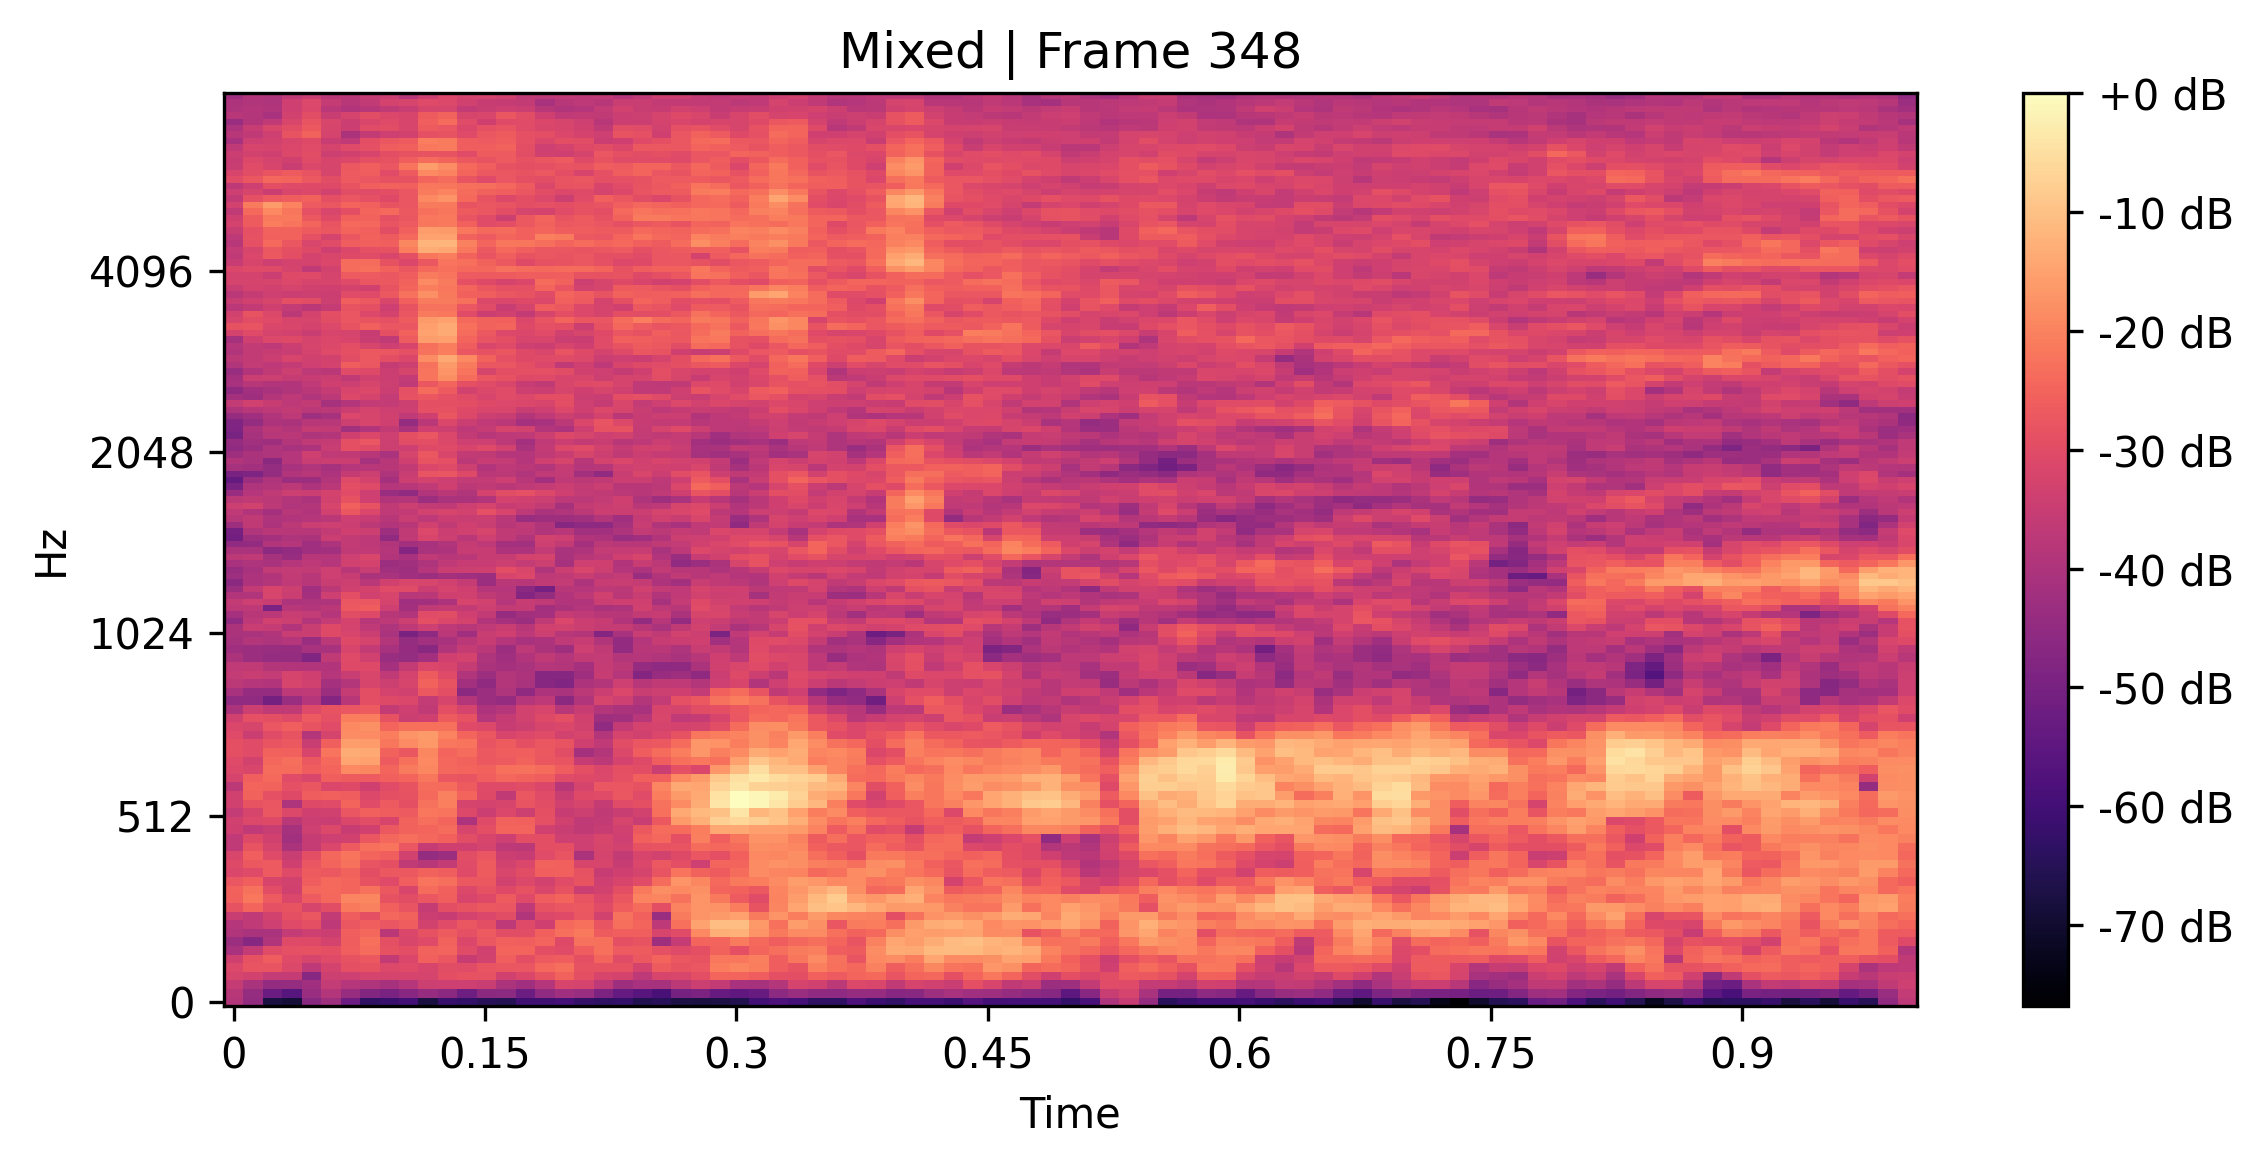 Mixed | Frame 348
Hz
4096
2048
1024
512
0
0 0.15 0.3 0.45 0.6 0.75 0.9
Time
+0 dB
-10 dB
-20 dB
-30 dB
-40 dB
-50 dB
-60 dB
-70 dB